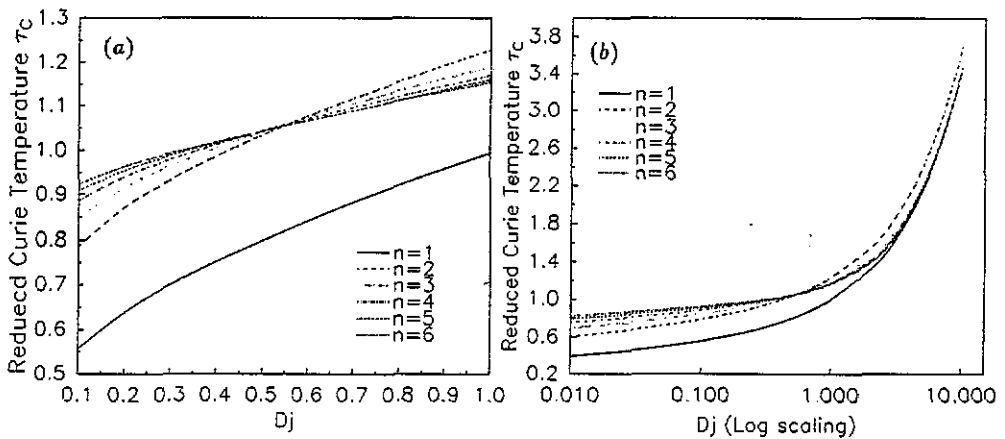 (a)
Reduecd Curie Temperature τC
1.3
1.2
1.1
1.0
0.9
0.8
0.7
0.6
0.5
n=1
n=2
n=3
n=4
n=5
n=6
0.1 0.2 0.3 0.4 0.5 0.6 0.7 0.8 0.9 1.0
Dj
(b)
Reduced Curie Temperature τC
3.8
3.4
3.0
2.6
2.2
1.8
1.4
1.0
0.6
0.2
n=1
n=2
n=3
n=4
n=5
n=6
0.010 0.100 1.000 10.000
Dj (Log scaling)